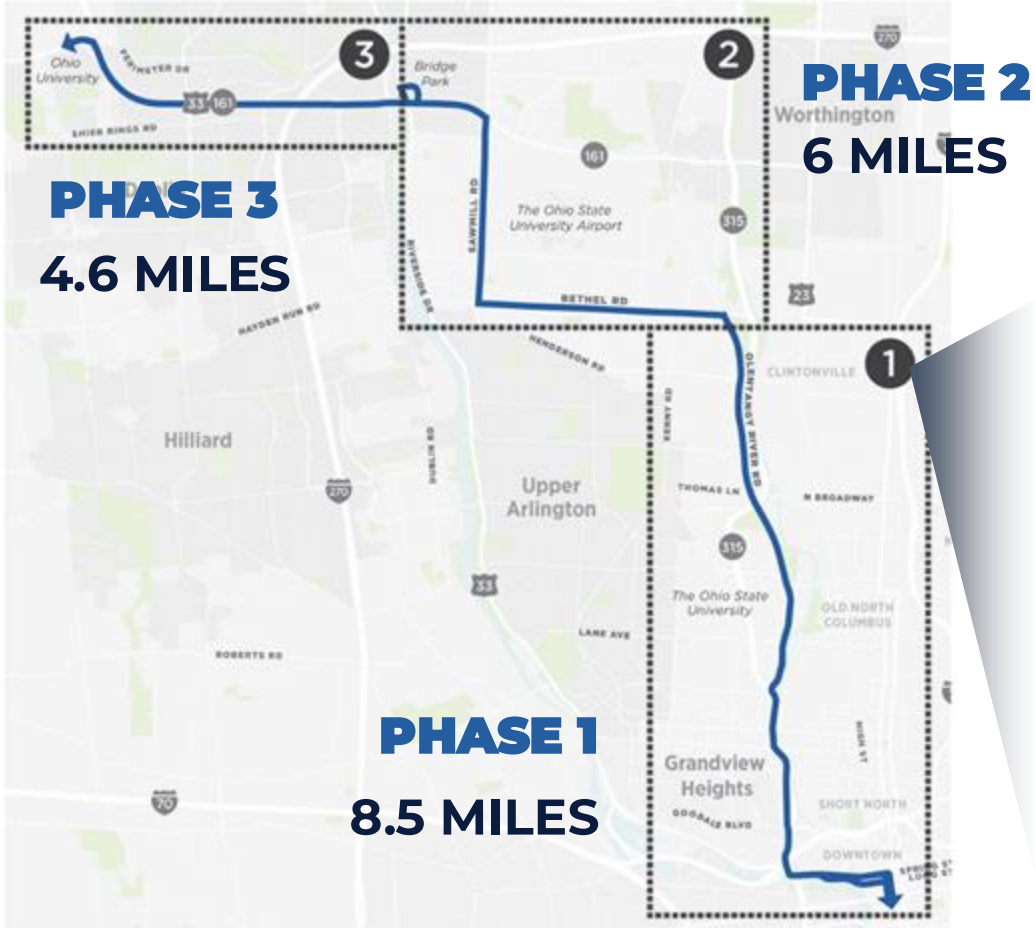 3
2
Ohio
University
PERIMETER DR
33
161
SHIER RINGS RD
Bridge
Park
270
PHASE 2
Worthington
6 MILES
161
PHASE 3
4.6 MILES
SAWMILL RD
The Ohio State
University Airport
315
RIVERSIDE DR
BETHEL RD
23
HAYDEN RUN RD
HENDERSON RD
1
CLINTONVILLE
OLENTANGY RIVER RD
KENNY RD
Hilliard
DUBLIN RD
270
Upper
Arlington
THOMAS LN
N BROADWAY
315
33
The Ohio State
University
OLD NORTH
COLUMBUS
LANE AVE
ROBERTS RD
PHASE 1
8.5 MILES
HIGH ST
Grandview
Heights
70
SHORT NORTH
GOODALE BLVD
DOWNTOWN
SPRING ST
LONG ST